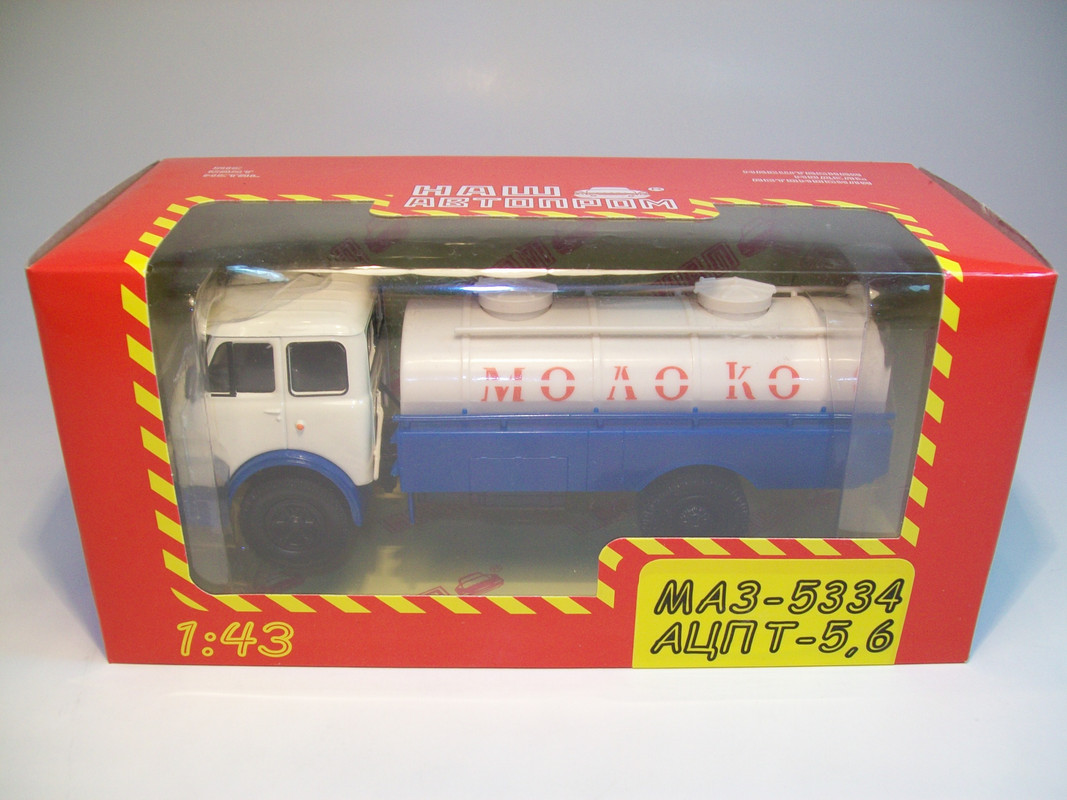 НАШ
АВТОПРОМ
МОЛОКО
1:43
МАЗ-5334
АЦПТ-5,6